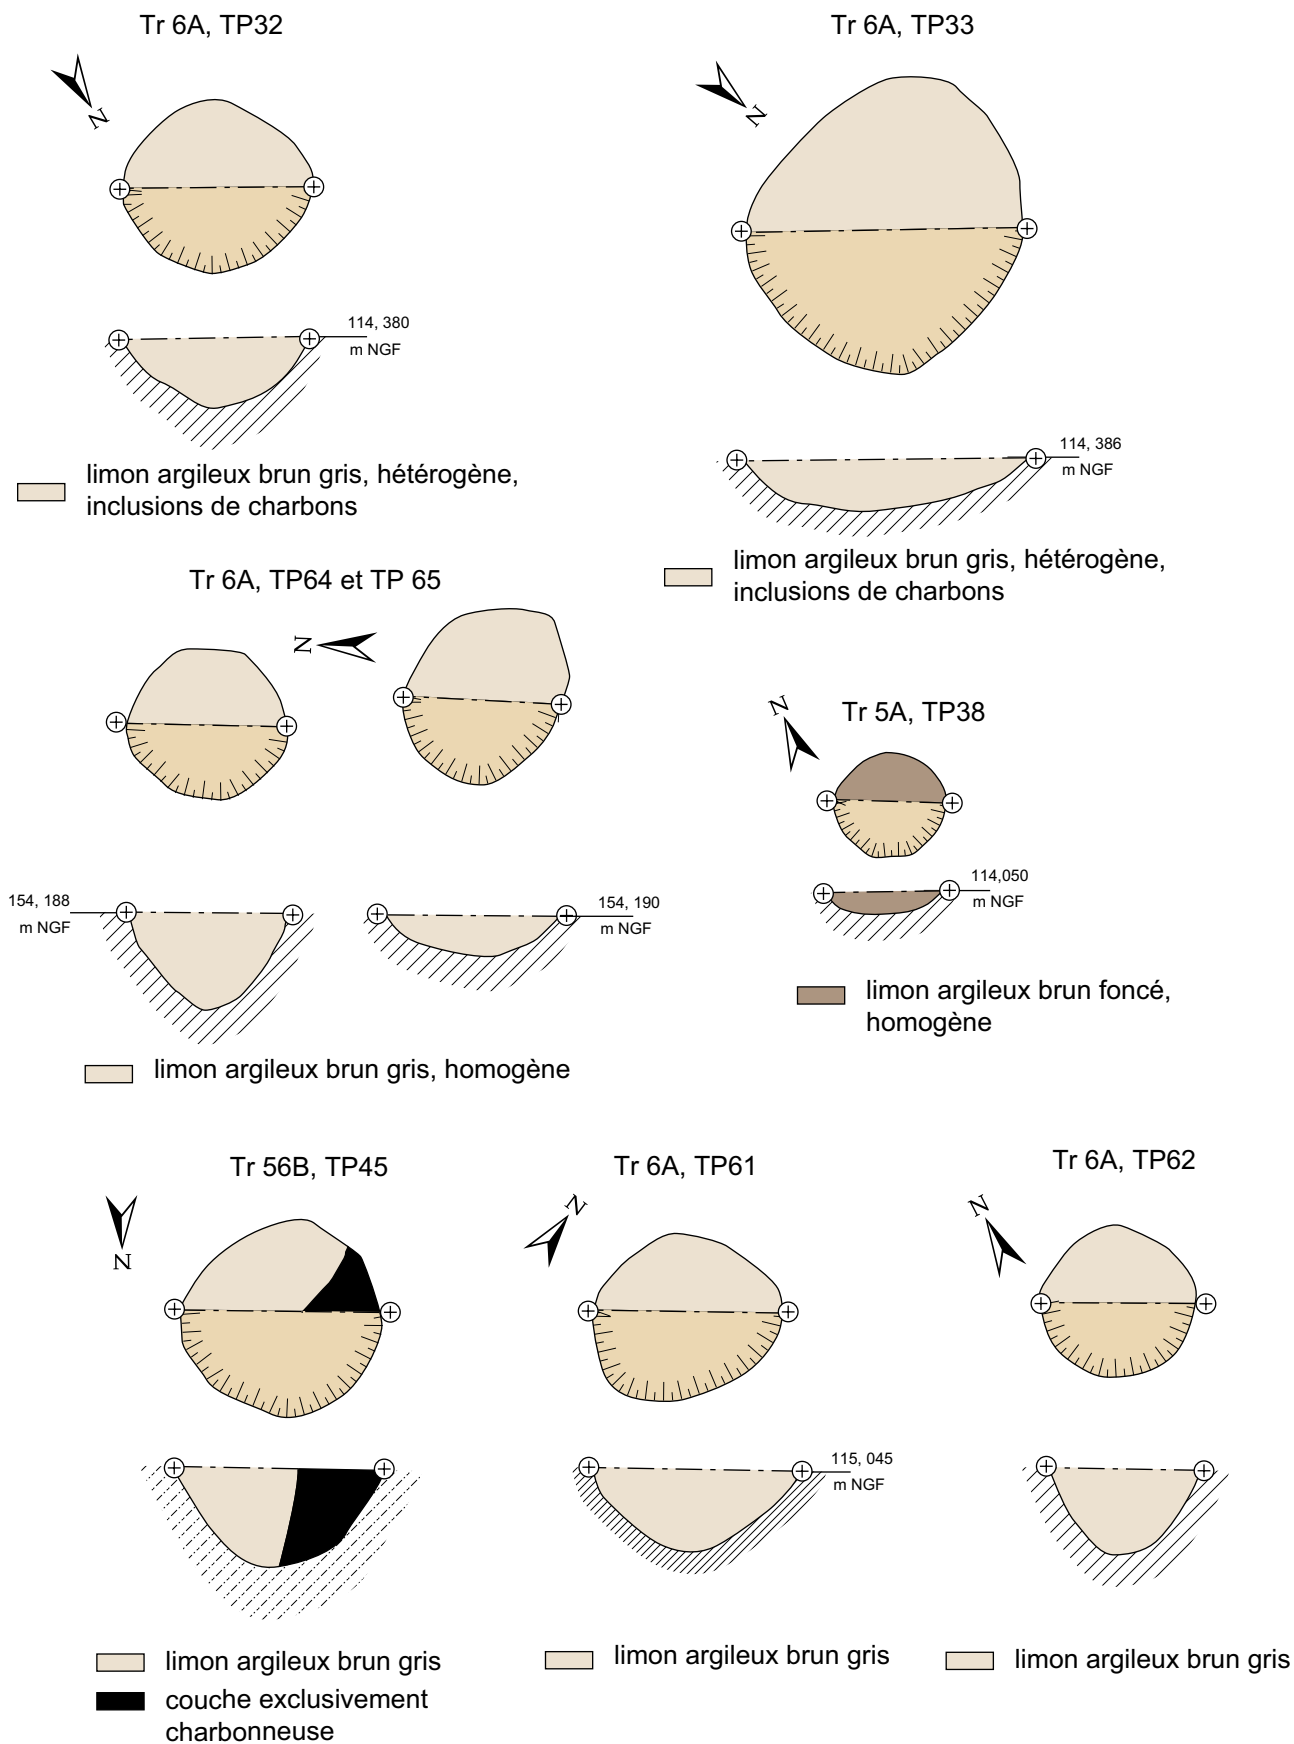 Tr 6A, TP32
N
114, 380
m NGF
limon argileux brun gris, hétérogène,
inclusions de charbons
Tr 6A, TP33
N
114, 386
m NGF
limon argileux brun gris, hétérogène,
inclusions de charbons
Tr 6A, TP64 et TP 65
N
154, 188
m NGF
154, 190
m NGF
limon argileux brun gris, homogène
Tr 5A, TP38
N
114,050
m NGF
limon argileux brun foncé,
homogène
Tr 56B, TP45
N
limon argileux brun gris
couche exclusivement
charbonneuse
Tr 6A, TP61
N
115, 045
m NGF
limon argileux brun gris
Tr 6A, TP62
N
limon argileux brun gris